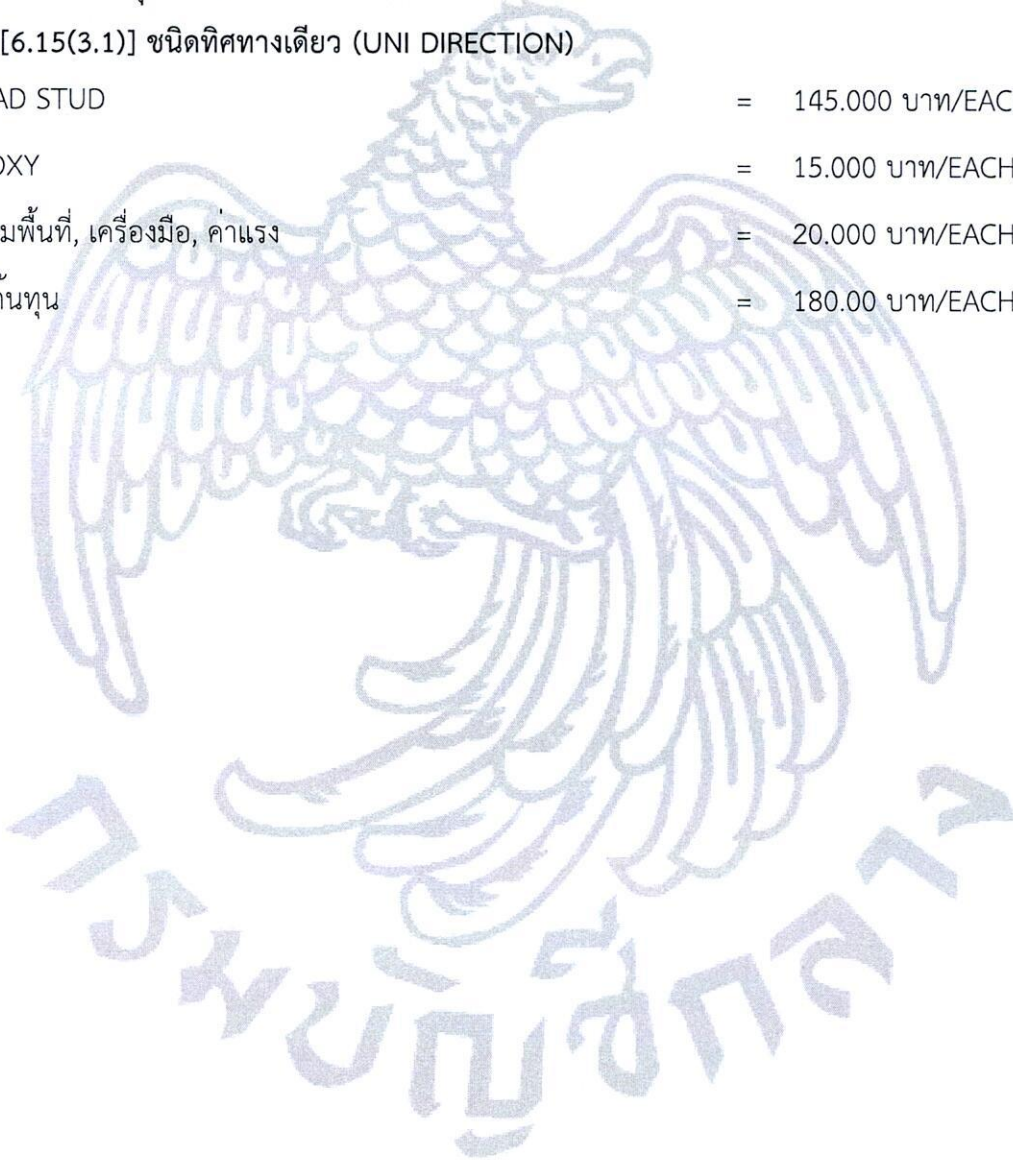 [6.15(3.1)] ชนิดทิศทางเดียว (UNI DIRECTION)
AD STUD = 145.000 บาท/EAC
OXY = 15.000 บาท/EACH
มพื้นที่, เครื่องมือ, ค่าแรง = 20.000 บาท/EACH
้นทุน = 180.00 บาท/EACH
กรมบัญชีกลาง